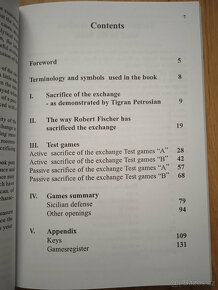 7
Contents
Foreword 5
Terminology and symbols used in the book 8
I. Sacrifice of the exchange
- as demonstrated by Tigran Petrosian 9
II. The way Robert Fischer has
sacrificed the exchange 19
III. Test games
Active sacrifice of the exchange Test games "A" 28
Active sacrifice of the exchange Test games "B" 42
Passive sacrifice of the exchange Test games "A" 57
Passive sacrifice of the exchange Test games "B" 68
IV. Games summary
Sicilian defense 79
Other openings 94
V. Appendix
Keys 109
Gamesregister 131